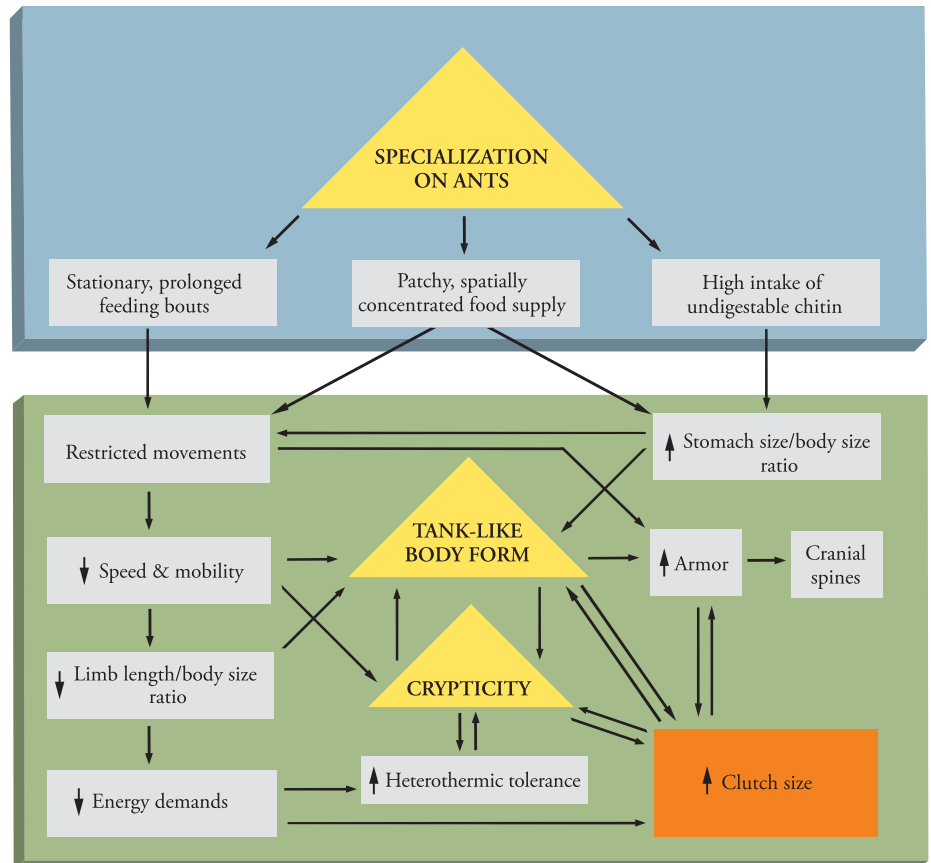 SPECIALIZATION
ON ANTS
Stationary, prolonged
feeding bouts
Patchy, spatially
concentrated food supply
High intake of
undigestable chitin
Restricted movements
Stomach size/body size
ratio
TANK-LIKE
BODY FORM
Speed & mobility
Armor
Cranial
spines
Limb length/body size
ratio
CRYPTICITY
Energy demands
Heterothermic tolerance
Clutch size